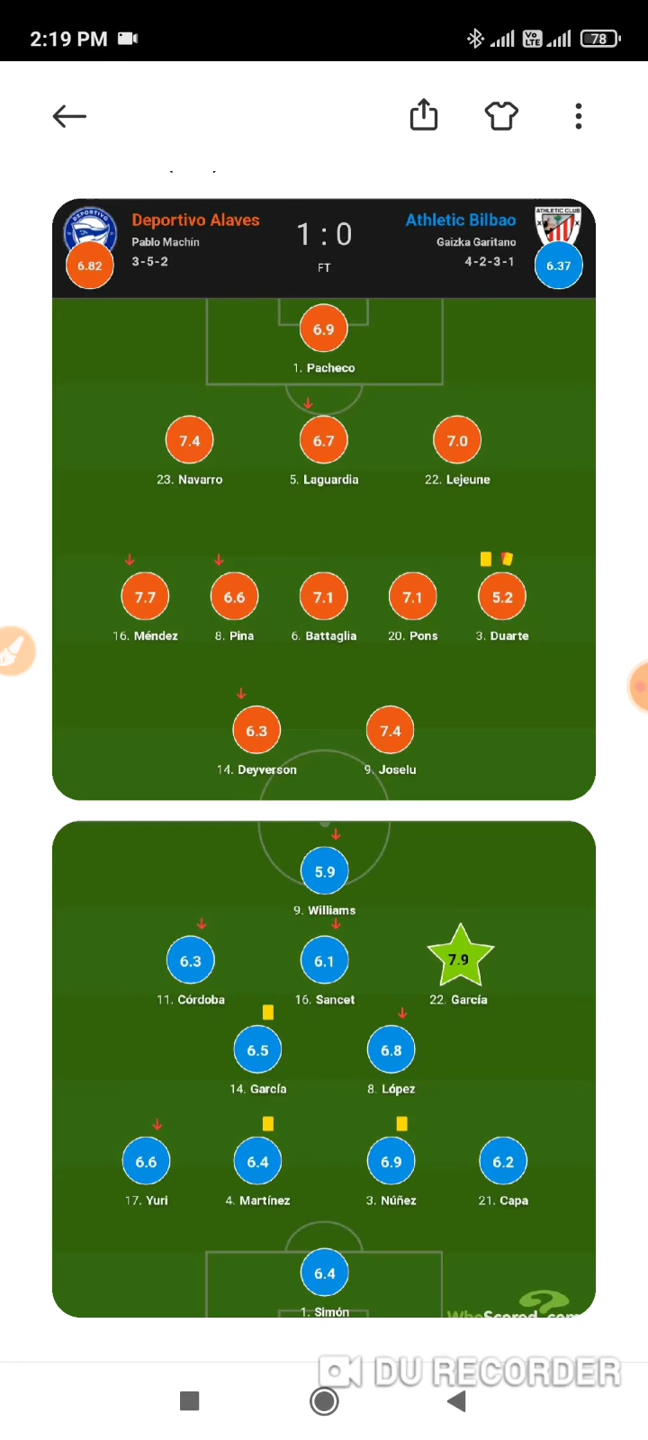 2:19 PM
Vo LTE
78
Deportivo Alaves
1 : 0
Athletic Bilbao
Pablo Machín
Gaizka Garitano
6.82
3-5-2
FT
4-2-3-1
6.37
ATHLETIC CLUB
6.9
1. Pacheco
7.4
6.7
7.0
23. Navarro
5. Laguardia
22. Lejeune
7.7
6.6
7.1
7.1
5.2
16. Méndez
8. Pina
6. Battaglia
20. Pons
3. Duarte
6.3
7.4
14. Deyverson
9. Joselu
5.9
9. Williams
6.3
6.1
7.9
11. Córdoba
16. Sancet
22. García
6.5
6.8
14. García
8. López
6.6
6.4
6.9
6.2
17. Yuri
4. Martínez
3. Núñez
21. Capa
6.4
1. Simón
WhoScored.com
DU RECORDER